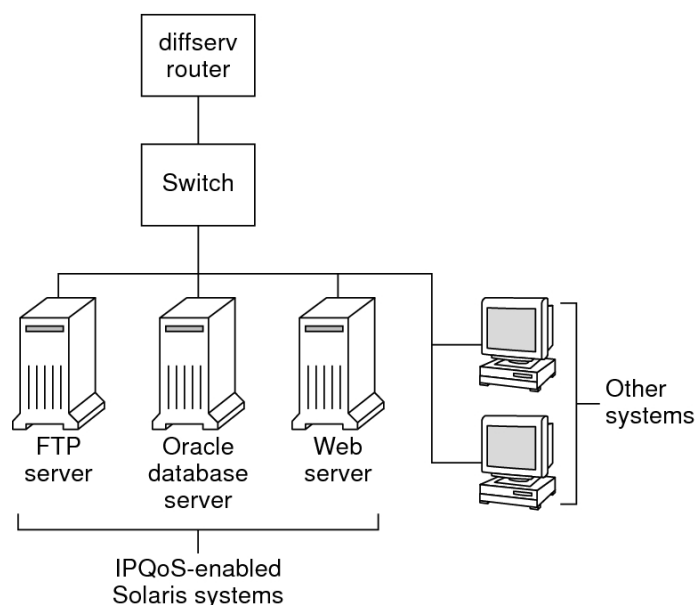 diffserv
router
Switch
FTP
server
Oracle
database
server
Web
server
Other
systems
IPQoS-enabled
Solaris systems